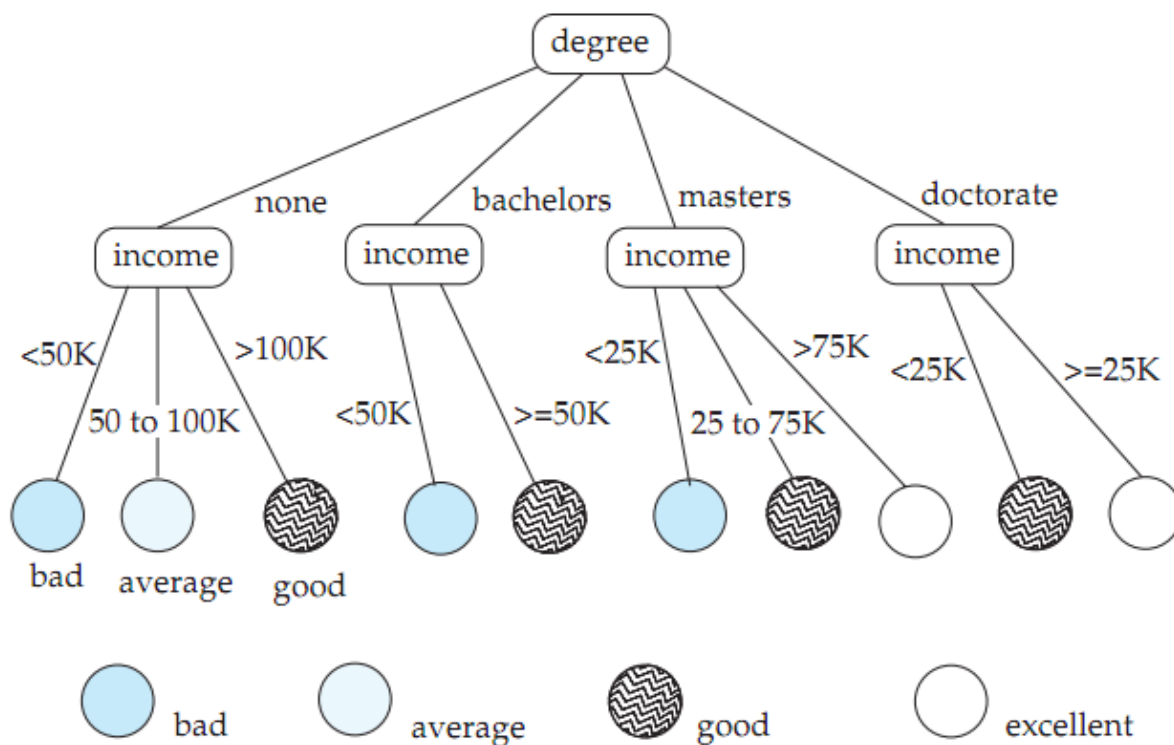 degree
none
bachelors
masters
doctorate
income
income
income
income
<50K
>100K
50 to 100K
<50K
>=50K
<25K
>75K
25 to 75K
<25K
>=25K
bad
average
good
bad
average
good
excellent